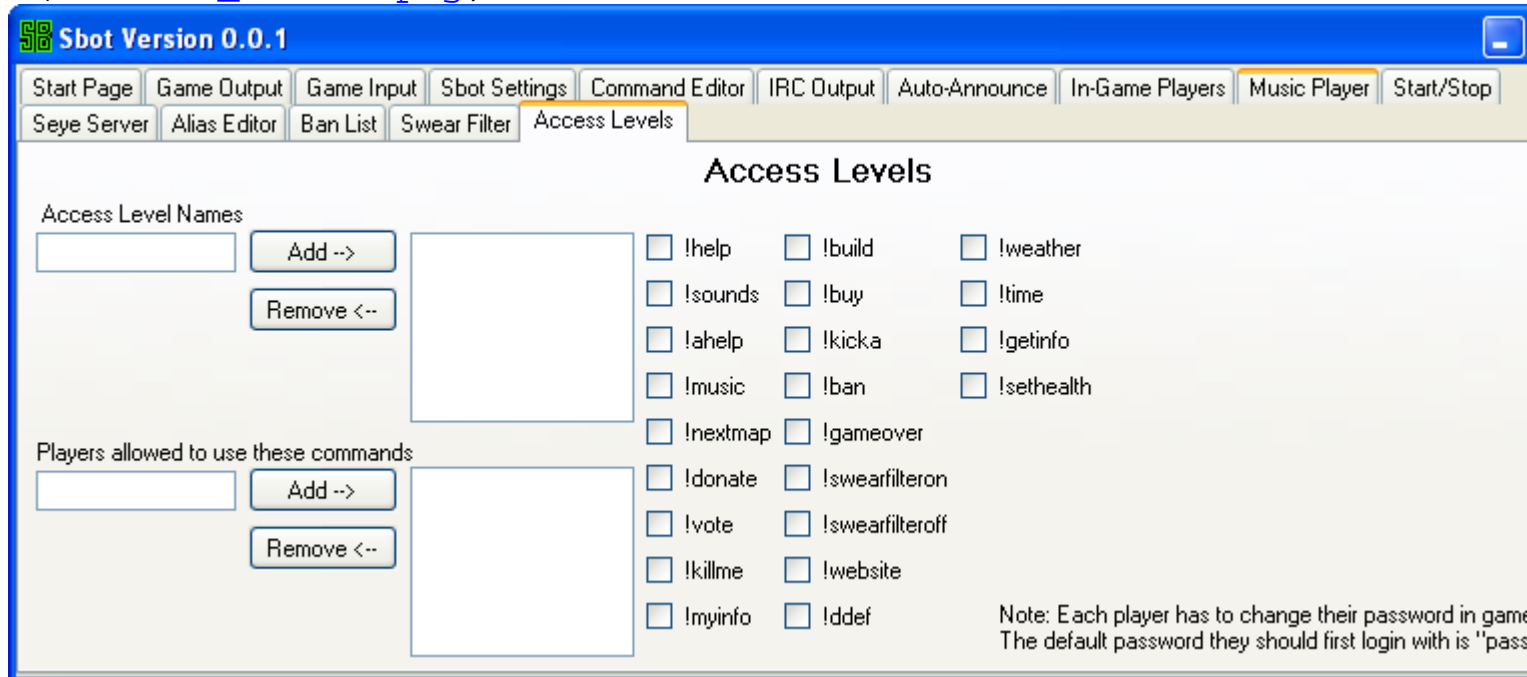 SB Sbot Version 0.0.1
Start Page Game Output Game Input Sbot Settings Command Editor IRC Output Auto-Announce In-Game Players Music Player Start/Stop
Seye Server Alias Editor Ban List Swear Filter Access Levels
Access Levels
Access Level Names
Add -->
Remove <--
Players allowed to use these commands
Add -->
Remove <--
!help !build !weather
!sounds !buy !time
!ahelp !kicka !getinfo
!music !ban !sethealth
!nextmap !gameover
!donate !swearfilteron
!vote !swearfilteroff
!killme !website
!myinfo !ddef
Note: Each player has to change their password in game
The default password they should first login with is "pass